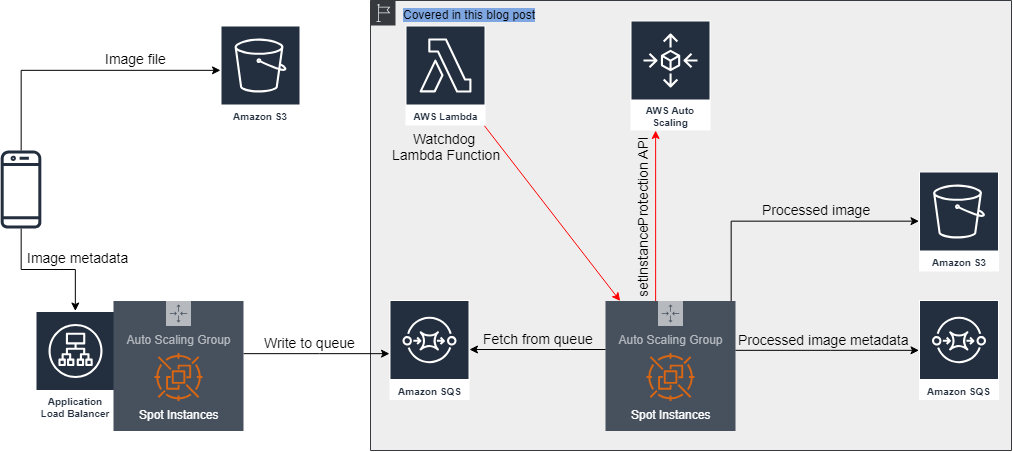 Covered in this blog post
Image file
Amazon S3
AWS Lambda
Watchdog
Lambda Function
AWS Auto
Scaling
setInstanceProtection API
Processed image
Amazon S3
Image metadata
Application
Load Balancer
Auto Scaling Group
Spot Instances
Write to queue
Amazon SQS
Fetch from queue
Auto Scaling Group
Spot Instances
Processed image metadata
Amazon SQS